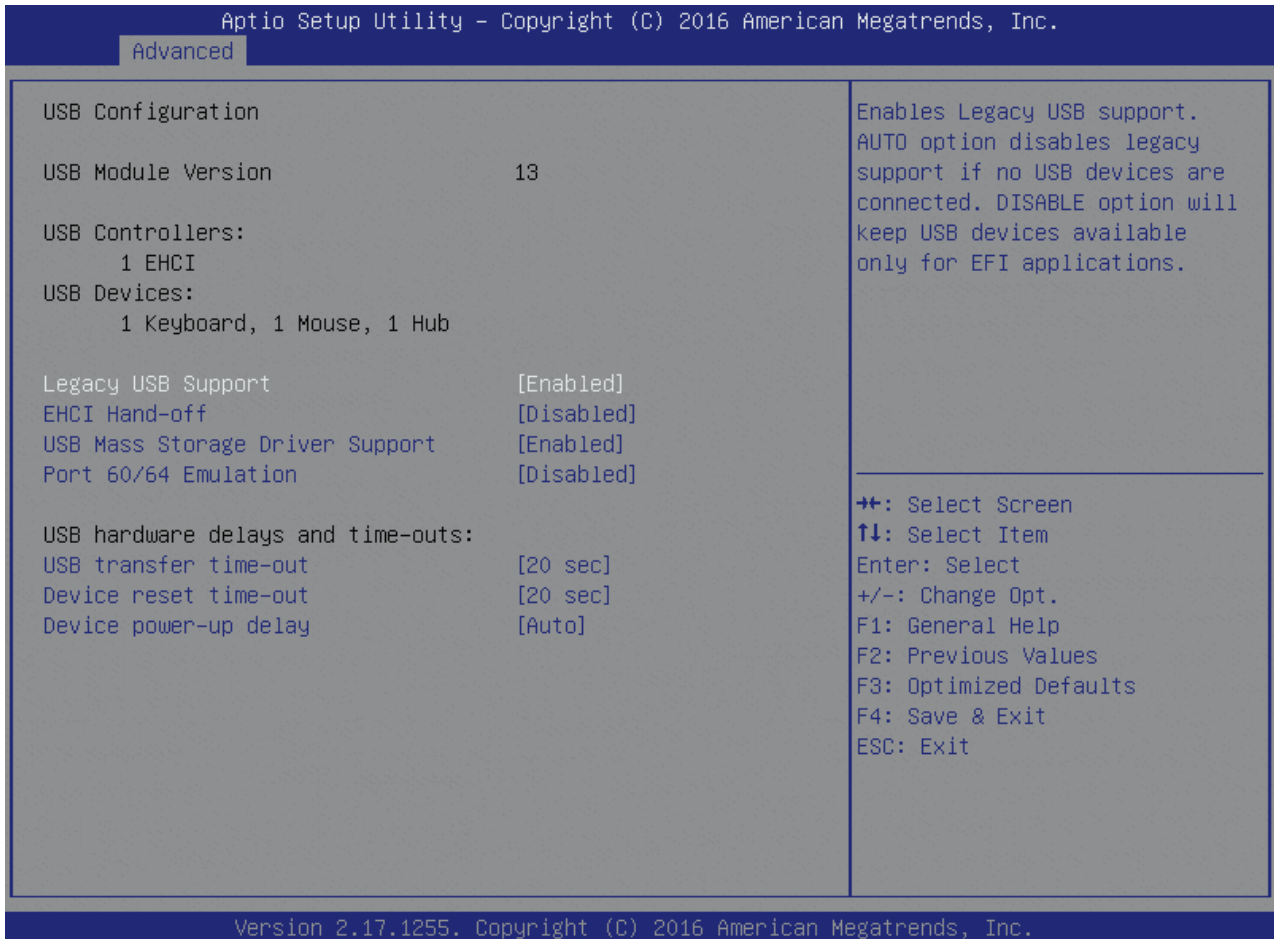 Aptio Setup Utility – Copyright (C) 2016 American Megatrends, Inc.
Advanced
USB Configuration
USB Module Version 13
USB Controllers:
1 EHCI
USB Devices:
1 Keyboard, 1 Mouse, 1 Hub
Legacy USB Support [Enabled]
EHCI Hand-off [Disabled]
USB Mass Storage Driver Support [Enabled]
Port 60/64 Emulation [Disabled]
USB hardware delays and time-outs:
USB transfer time-out [20 sec]
Device reset time-out [20 sec]
Device power-up delay [Auto]
Enables Legacy USB support.
AUTO option disables legacy
support if no USB devices are
connected. DISABLE option will
keep USB devices available
only for EFI applications.
→←: Select Screen
↑↓: Select Item
Enter: Select
+/-: Change Opt.
F1: General Help
F2: Previous Values
F3: Optimized Defaults
F4: Save & Exit
ESC: Exit
Version 2.17.1255. Copyright (C) 2016 American Megatrends, Inc.